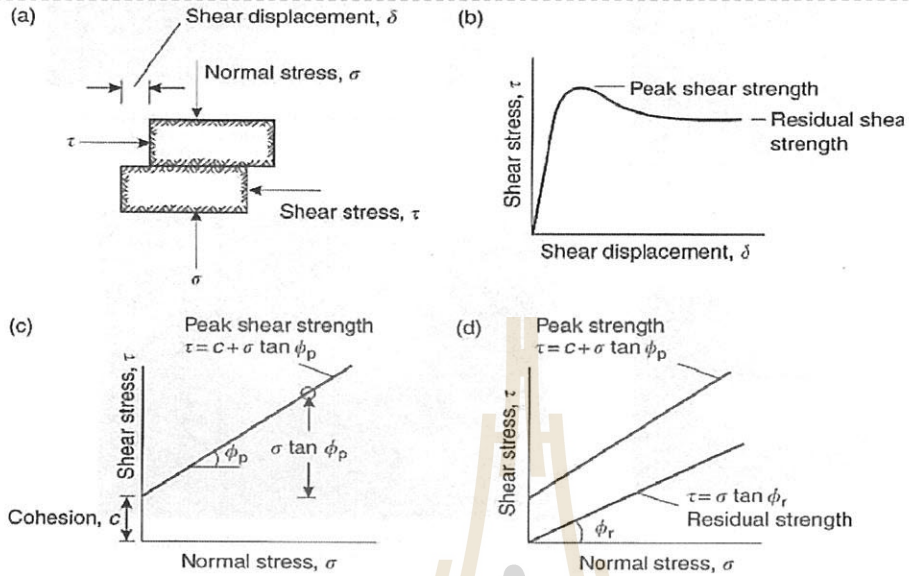 (a)
Shear displacement, δ
Normal stress, σ
τ
Shear stress, τ
σ
(b)
Shear stress, τ
Peak shear strength
Residual shea
strength
Shear displacement, δ
(c)
Peak shear strength
τ = c + σ tan ϕp
Shear stress, τ
ϕp
σ tan ϕp
Cohesion, c
Normal stress, σ
(d)
Peak strength
τ = c + σ tan ϕp
Shear stress, τ
τ = σ tan ϕr
Residual strength
ϕr
Normal stress, σ